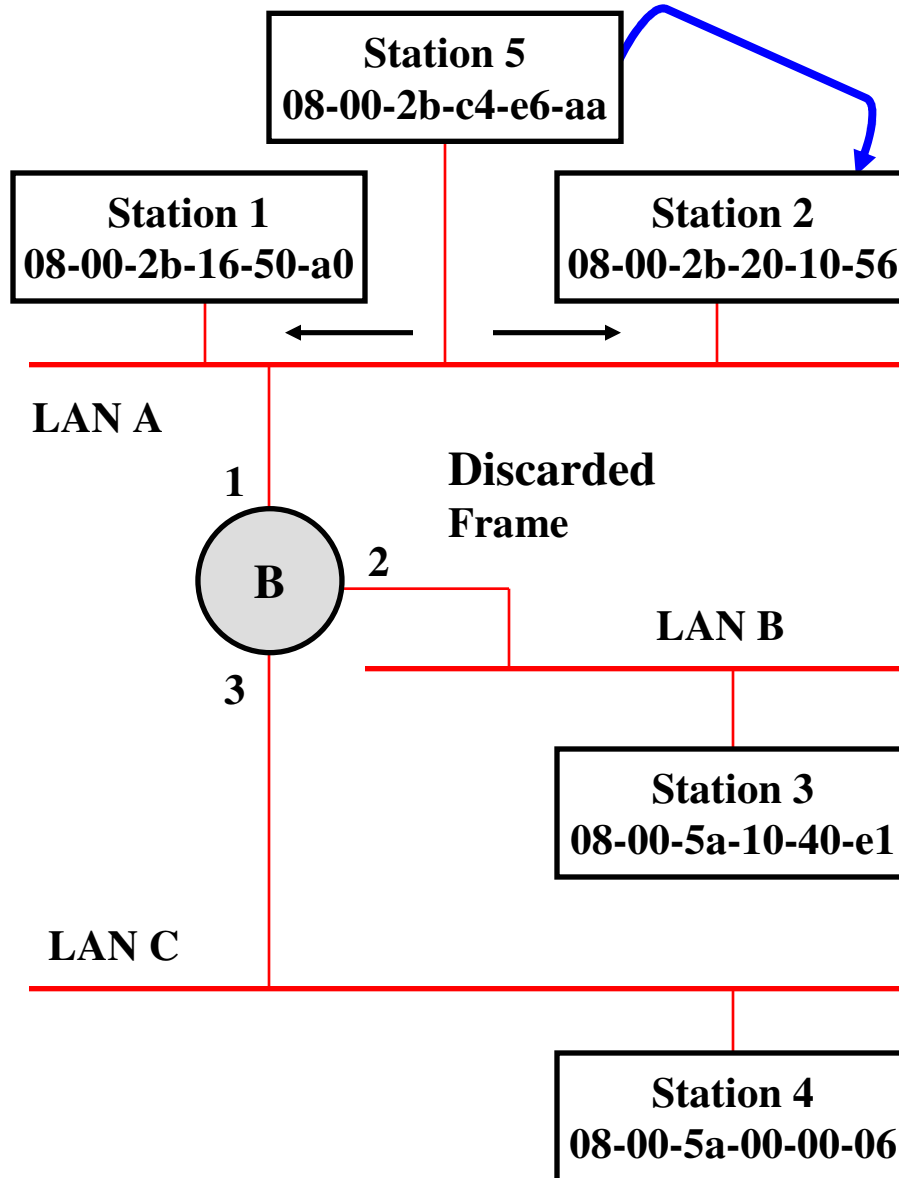 Station 5
08-00-2b-c4-e6-aa
Station 1
08-00-2b-16-50-a0
Station 2
08-00-2b-20-10-56
LAN A
1
Discarded
Frame
B
2
LAN B
3
Station 3
08-00-5a-10-40-e1
LAN C
Station 4
08-00-5a-00-00-06